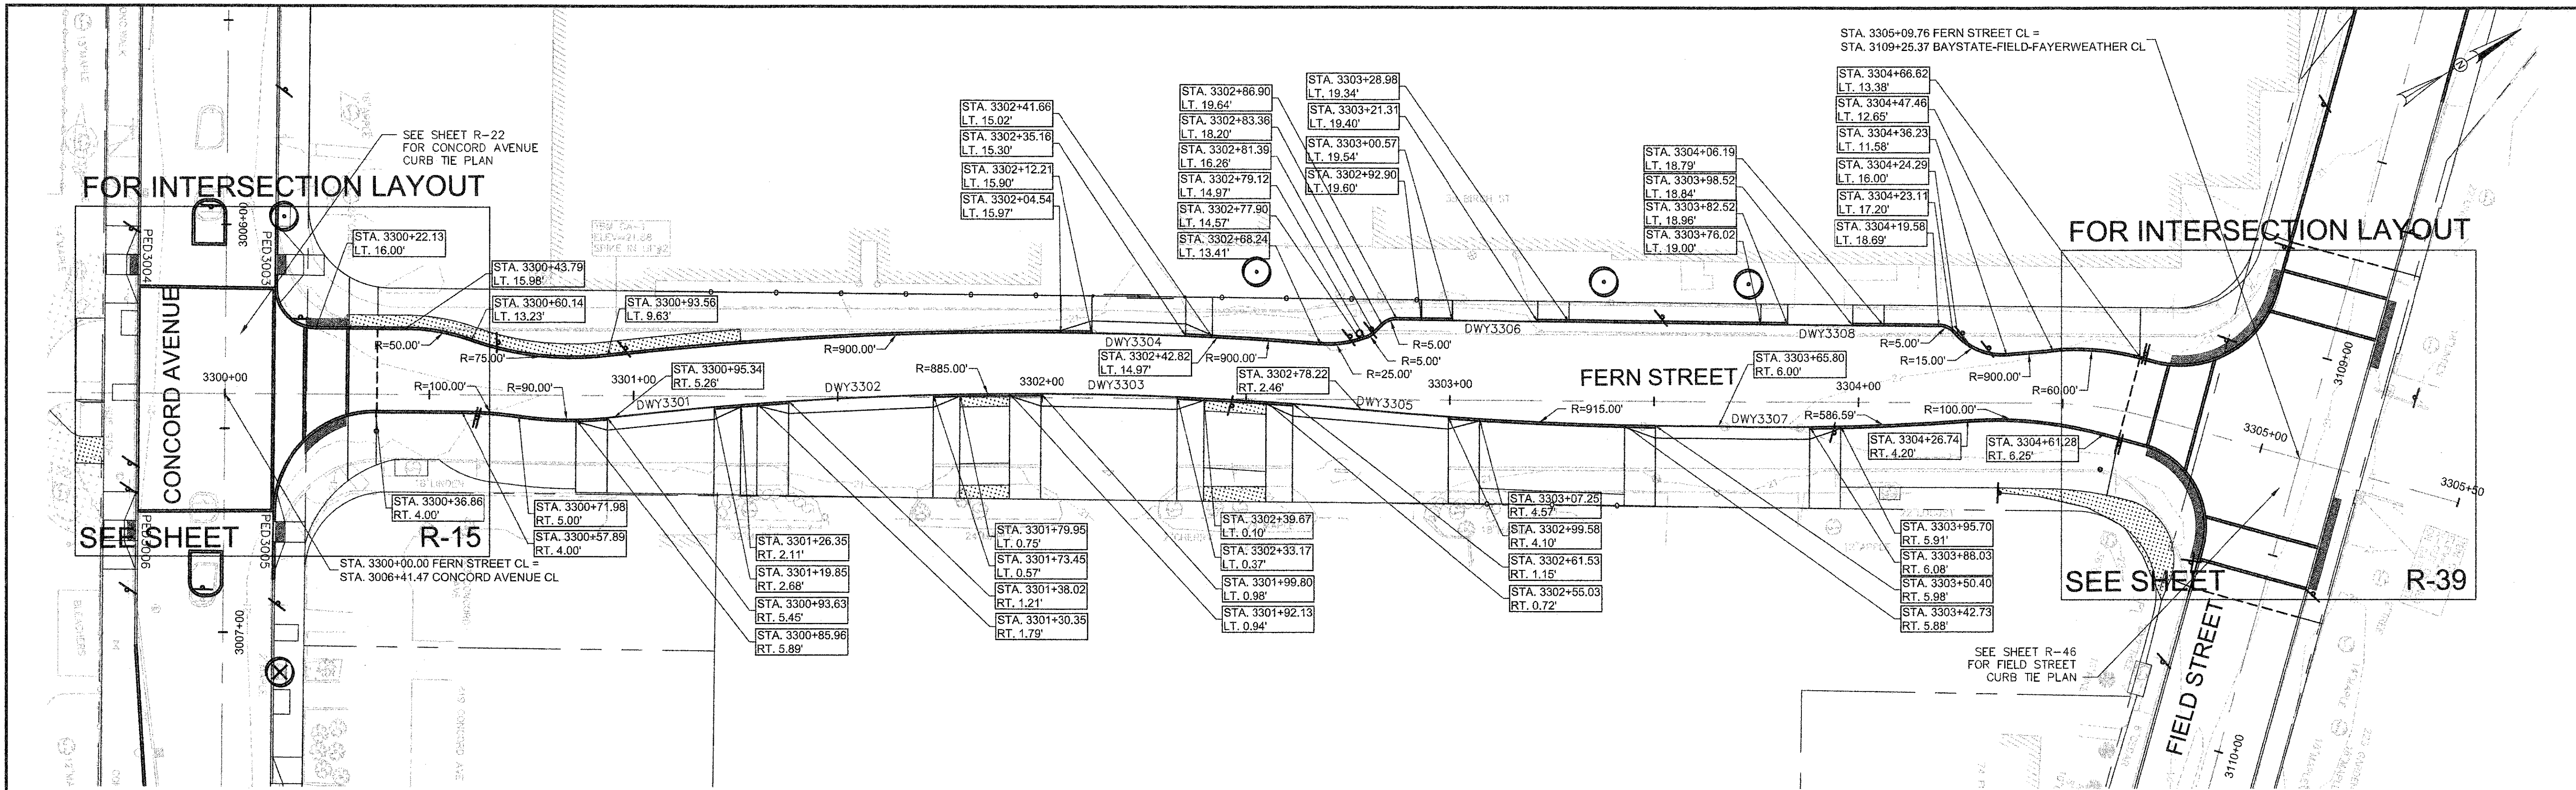 STA. 3305+09.76 FERN STREET CL =
STA. 3109+25.37 BAYSTATE-FIELD-FAYERWEATHER CL
SEE SHEET R-22
FOR CONCORD AVENUE
CURB TIE PLAN
FOR INTERSECTION LAYOUT
SEE SHEET R-15
3006+00
3007+00
PED3004
PED3003
PED3006
PED3005
CONCORD AVENUE
3300+00
STA. 3300+00.00 FERN STREET CL =
STA. 3006+41.47 CONCORD AVENUE CL
STA. 3300+22.13
LT. 16.00'
STA. 3300+43.79
LT. 15.98'
STA. 3300+60.14
LT. 13.23'
STA. 3300+93.56
LT. 9.63'
STA. 3302+41.66
LT. 15.02'
STA. 3302+35.16
LT. 15.30'
STA. 3302+12.21
LT. 15.90'
STA. 3302+04.54
LT. 15.97'
STA. 3302+86.90
LT. 19.64'
STA. 3302+83.36
LT. 18.20'
STA. 3302+81.39
LT. 16.26'
STA. 3302+79.12
LT. 14.97'
STA. 3302+77.90
LT. 14.57'
STA. 3302+68.24
LT. 13.41'
STA. 3303+28.98
LT. 19.34'
STA. 3303+21.31
LT. 19.40'
STA. 3303+00.57
LT. 19.54'
STA. 3302+92.90
LT. 19.60'
33 BIRCH ST
STA. 3304+06.19
LT. 18.79'
STA. 3303+98.52
LT. 18.84'
STA. 3303+82.52
LT. 18.96'
STA. 3303+76.02
LT. 19.00'
STA. 3304+66.62
LT. 13.38'
STA. 3304+47.46
LT. 12.65'
STA. 3304+36.23
LT. 11.58'
STA. 3304+24.29
LT. 16.00'
STA. 3304+23.11
LT. 17.20'
STA. 3304+19.58
LT. 18.69'
FOR INTERSECTION LAYOUT
SEE SHEET R-39
R=50.00'
R=75.00'
R=900.00'
DWY3304
R=900.00'
STA. 3302+42.82
LT. 14.97'
R=25.00'
R=5.00'
R=5.00'
DWY3306
DWY3308
R=5.00'
R=15.00'
R=900.00'
R=60.00'
R=100.00'
R=90.00'
3301+00
STA. 3300+95.34
RT. 5.26'
DWY3301
DWY3302
R=885.00'
3302+00
DWY3303
STA. 3302+78.22
RT. 2.46'
DWY3305
3303+00
R=915.00'
FERN STREET
STA. 3303+65.80
RT. 6.00'
DWY3307
3304+00
R=586.59'
R=100.00'
STA. 3304+26.74
RT. 4.20'
STA. 3304+61.28
RT. 6.25'
3305+00
3305+50
3109+00
3110+00
STA. 3300+36.86
RT. 4.00'
STA. 3300+71.98
RT. 5.00'
STA. 3300+57.89
RT. 4.00'
STA. 3301+26.35
RT. 2.11'
STA. 3301+19.85
RT. 2.68'
STA. 3300+93.63
RT. 5.45'
STA. 3300+85.96
RT. 5.89'
STA. 3301+79.95
LT. 0.75'
STA. 3301+73.45
LT. 0.57'
STA. 3301+38.02
RT. 1.21'
STA. 3301+30.35
RT. 1.79'
STA. 3302+39.67
LT. 0.10'
STA. 3302+33.17
LT. 0.37'
STA. 3301+99.80
LT. 0.98'
STA. 3301+92.13
LT. 0.94'
STA. 3303+07.25
RT. 4.57'
STA. 3302+99.58
RT. 4.10'
STA. 3302+61.53
RT. 1.15'
STA. 3302+55.03
RT. 0.72'
STA. 3303+95.70
RT. 5.91'
STA. 3303+88.03
RT. 6.08'
STA. 3303+50.40
RT. 5.98'
STA. 3303+42.73
RT. 5.88'
SEE SHEET R-46
FOR FIELD STREET
CURB TIE PLAN
FIELD STREET
N
BLEACHERS